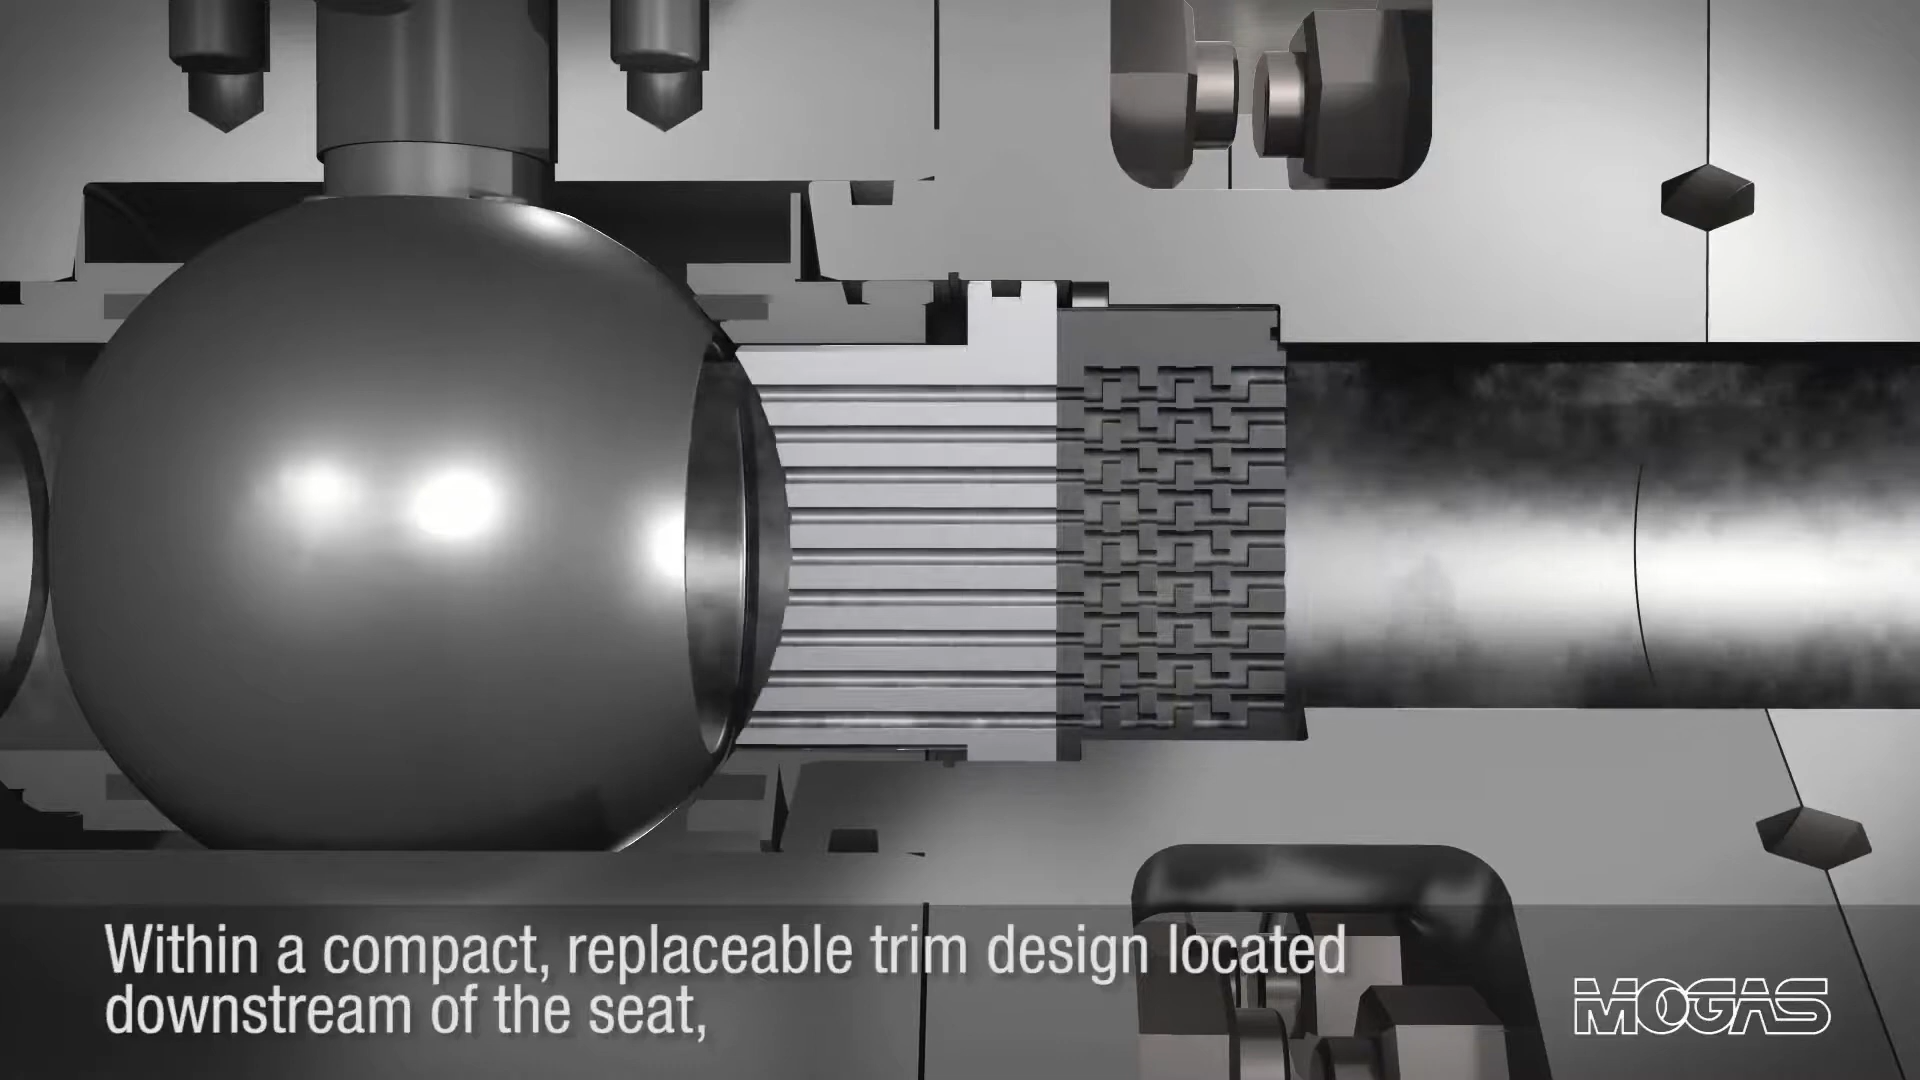 Within a compact, replaceable trim design located
downstream of the seat,
MOGAS